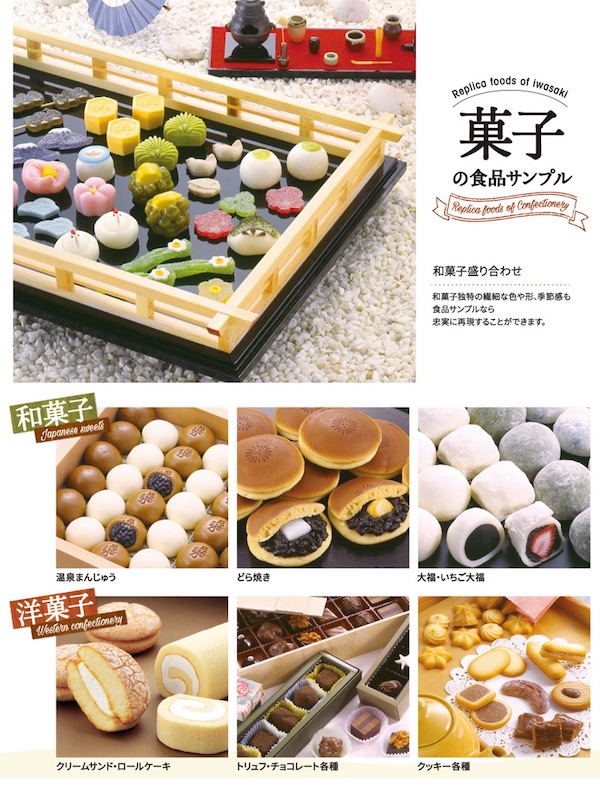 Replica foods of iwasaki
菓子
の食品サンプル
Replica foods of Confectionery
和菓子盛り合わせ
和菓子独特の繊細な色や形、季節感も
食品サンプルなら
忠実に再現することができます。
和菓子
Japanese sweets
温泉まんじゅう
どら焼き
大福・いちご大福
洋菓子
Western confectionery
クリームサンド・ロールケーキ
トリュフ・チョコレート各種
クッキー各種